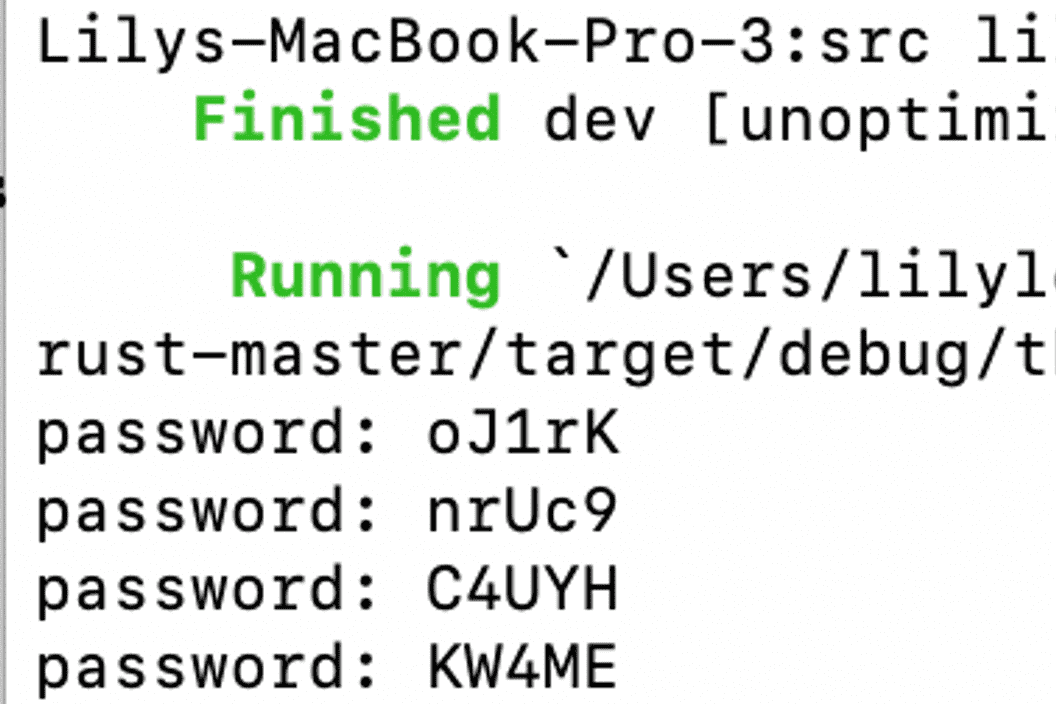 Lilys-MacBook-Pro-3:src li
Finished dev [unoptimi
Running `/Users/lilyl
rust-master/target/debug/t
password: oJ1rK
password: nrUc9
password: C4UYH
password: KW4ME